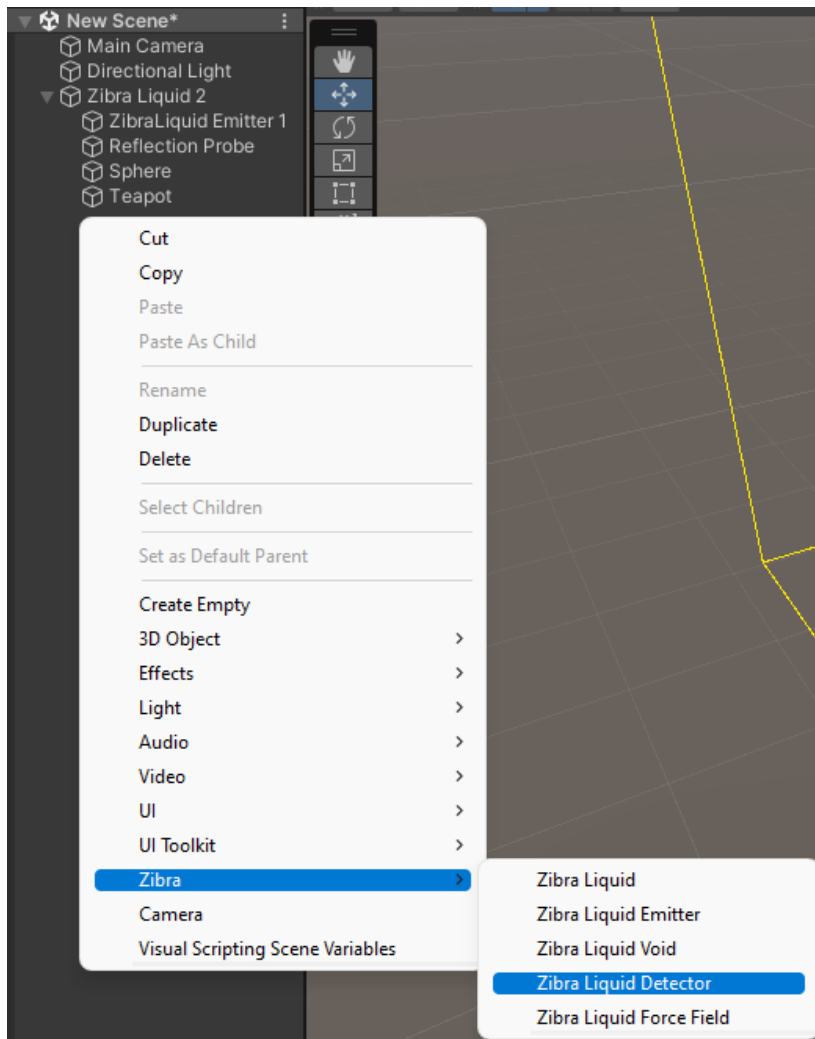 New Scene*
Main Camera
Directional Light
Zibra Liquid 2
ZibraLiquid Emitter 1
Reflection Probe
Sphere
Teapot
Cut
Copy
Paste
Paste As Child
Rename
Duplicate
Delete
Select Children
Set as Default Parent
Create Empty
3D Object
Effects
Light
Audio
Video
UI
UI Toolkit
Zibra
Camera
Visual Scripting Scene Variables
Zibra Liquid
Zibra Liquid Emitter
Zibra Liquid Void
Zibra Liquid Detector
Zibra Liquid Force Field